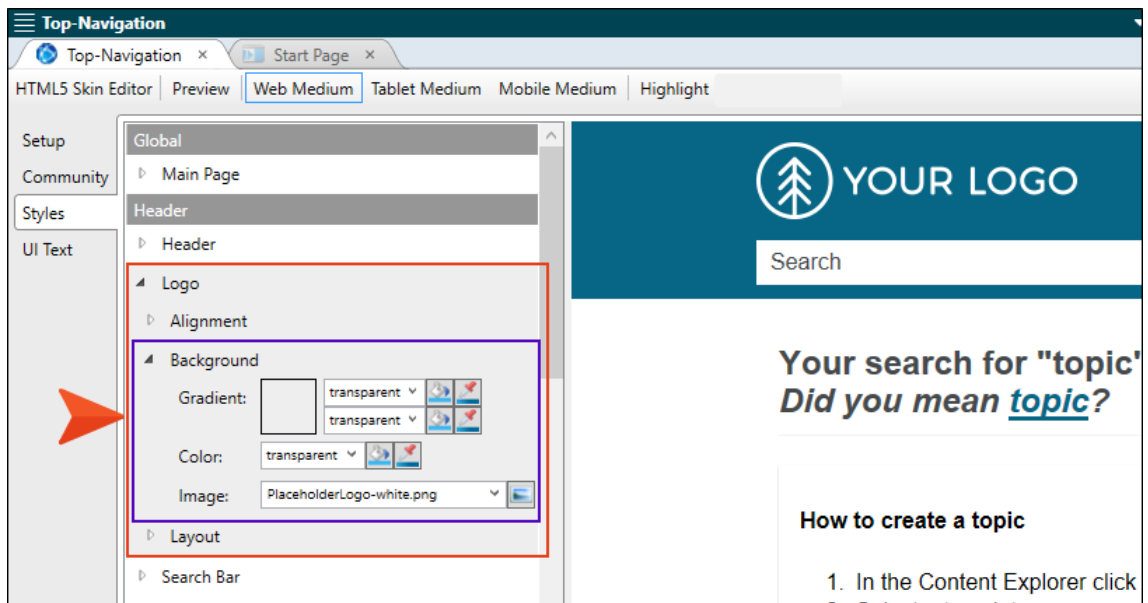 Top-Navigation
Top-Navigation × Start Page ×
HTML5 Skin Editor Preview Web Medium Tablet Medium Mobile Medium Highlight
Setup
Community
Styles
UI Text
Global
Main Page
Header
Header
Logo
Alignment
Background
Gradient: transparent
transparent
Color: transparent
Image: PlaceholderLogo-white.png
Layout
Search Bar
YOUR LOGO
Search
Your search for "topic"
Did you mean topic?
How to create a topic
1. In the Content Explorer click